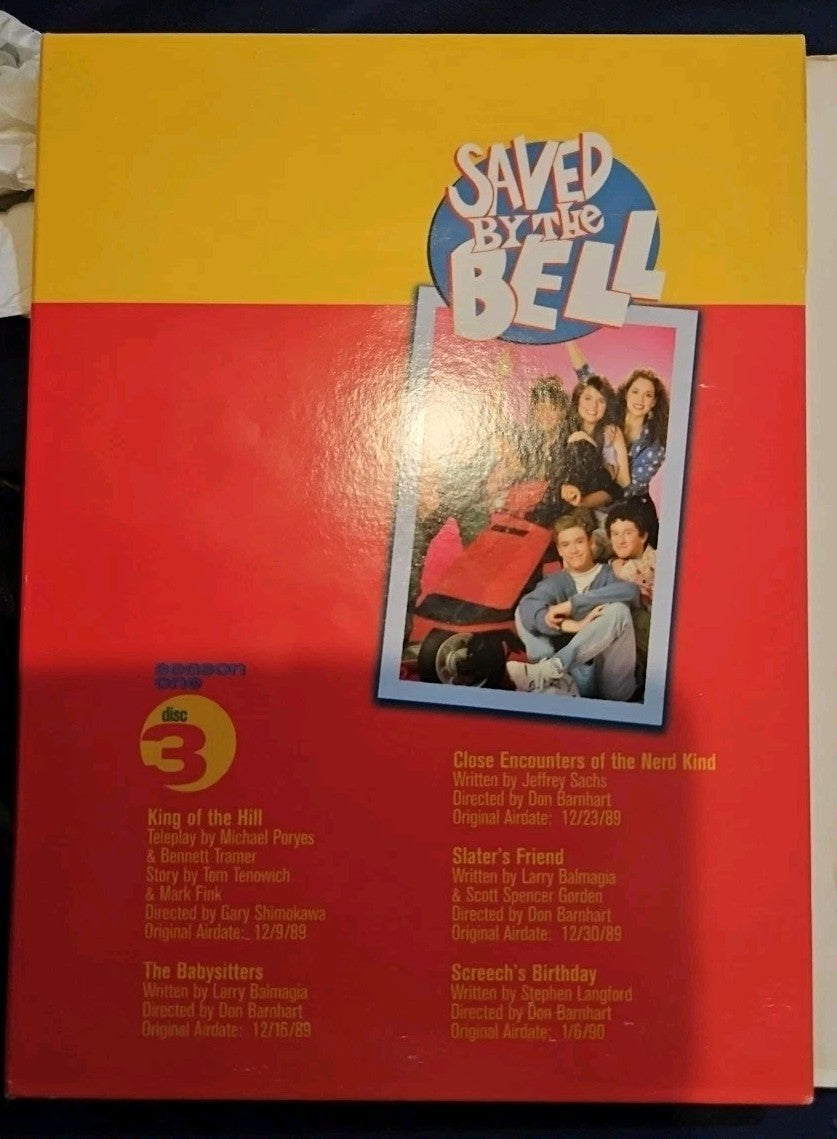 SAVED
BY THE
BELL
season
one
disc
3
King of the Hill
Teleplay by Michael Poryes
& Bennett Tramer
Story by Tom Tenowich
& Mark Fink
Directed by Gary Shimokawa
Original Airdate: 12/9/89
The Babysitters
Written by Larry Balmagia
Directed by Don Barnhart
Original Airdate: 12/16/89
Close Encounters of the Nerd Kind
Written by Jeffrey Sachs
Directed by Don Barnhart
Original Airdate: 12/23/89
Slater's Friend
Written by Larry Balmagia
& Scott Spencer Gorden
Directed by Don Barnhart
Original Airdate: 12/30/89
Screech's Birthday
Written by Stephen Langford
Directed by Don Barnhart
Original Airdate: 1/6/90